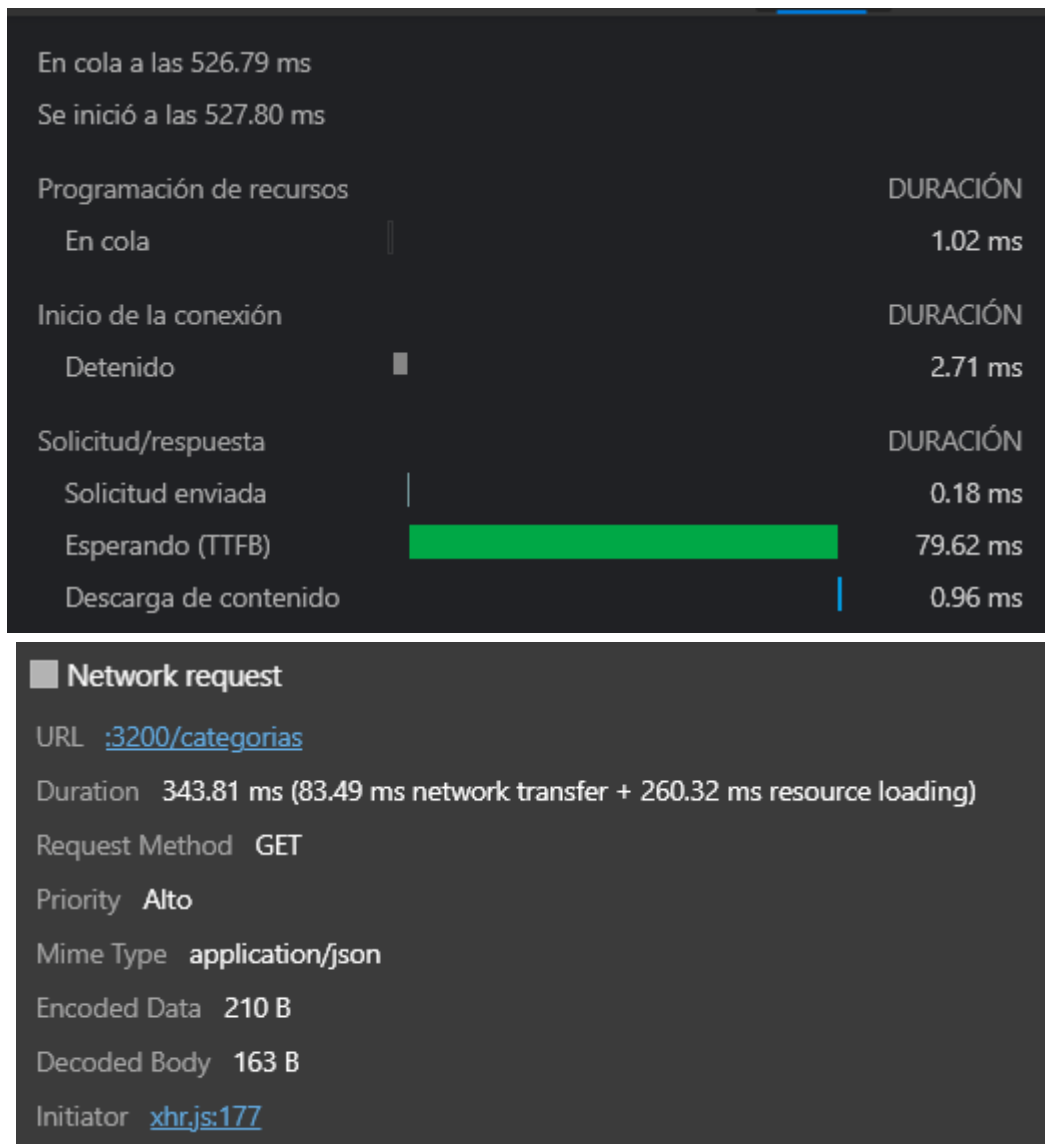 En cola a las 526.79 ms
Se inició a las 527.80 ms
Programación de recursos DURACIÓN
En cola 1.02 ms
Inicio de la conexión DURACIÓN
Detenido 2.71 ms
Solicitud/respuesta DURACIÓN
Solicitud enviada 0.18 ms
Esperando (TTFB) 79.62 ms
Descarga de contenido 0.96 ms
Network request
URL :3200/categorias
Duration 343.81 ms (83.49 ms network transfer + 260.32 ms resource loading)
Request Method GET
Priority Alto
Mime Type application/json
Encoded Data 210 B
Decoded Body 163 B
Initiator xhr.js:177